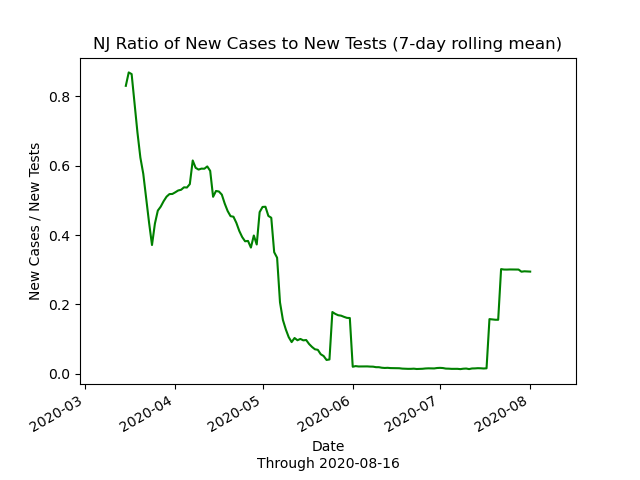 NJ Ratio of New Cases to New Tests (7-day rolling mean)
New Cases / New Tests
0.8
0.6
0.4
0.2
0.0
2020-03
2020-04
2020-05
2020-06
2020-07
2020-08
Date
Through 2020-08-16